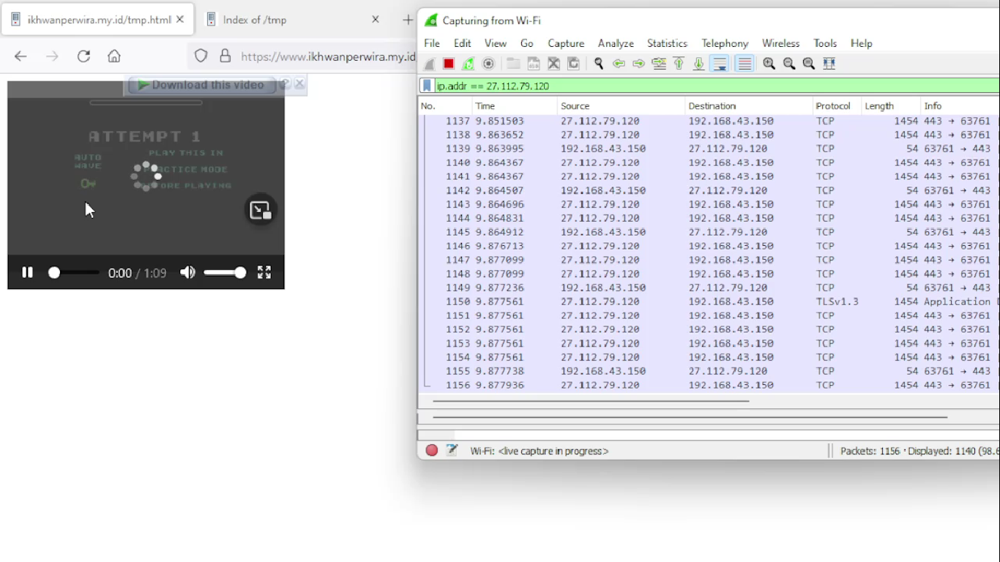 ikhwanperwira.my.id/tmp.html
Index of /tmp
https://www.ikhwanperwira.my.id
Download this video
ATTEMPT 1
AUTO
WAVE
PLAY THIS IN
PRACTICE MODE
BEFORE PLAYING
0:00 / 1:09
Capturing from Wi-Fi
File Edit View Go Capture Analyze Statistics Telephony Wireless Tools Help
ip.addr == 27.112.79.120
No. Time Source Destination Protocol Length Info
1137 9.851503 27.112.79.120 192.168.43.150 TCP 1454 443 → 63761
1138 9.863652 27.112.79.120 192.168.43.150 TCP 1454 443 → 63761
1139 9.863995 192.168.43.150 27.112.79.120 TCP 54 63761 → 443
1140 9.864367 27.112.79.120 192.168.43.150 TCP 1454 443 → 63761
1141 9.864367 27.112.79.120 192.168.43.150 TCP 1454 443 → 63761
1142 9.864507 192.168.43.150 27.112.79.120 TCP 54 63761 → 443
1143 9.864696 27.112.79.120 192.168.43.150 TCP 1454 443 → 63761
1144 9.864831 27.112.79.120 192.168.43.150 TCP 1454 443 → 63761
1145 9.864912 192.168.43.150 27.112.79.120 TCP 54 63761 → 443
1146 9.876713 27.112.79.120 192.168.43.150 TCP 1454 443 → 63761
1147 9.877099 27.112.79.120 192.168.43.150 TCP 1454 443 → 63761
1148 9.877099 27.112.79.120 192.168.43.150 TCP 1454 443 → 63761
1149 9.877236 192.168.43.150 27.112.79.120 TCP 54 63761 → 443
1150 9.877561 27.112.79.120 192.168.43.150 TLSv1.3 1454 Application
1151 9.877561 27.112.79.120 192.168.43.150 TCP 1454 443 → 63761
1152 9.877561 27.112.79.120 192.168.43.150 TCP 1454 443 → 63761
1153 9.877561 27.112.79.120 192.168.43.150 TCP 1454 443 → 63761
1154 9.877561 27.112.79.120 192.168.43.150 TCP 1454 443 → 63761
1155 9.877738 192.168.43.150 27.112.79.120 TCP 54 63761 → 443
1156 9.877936 27.112.79.120 192.168.43.150 TCP 1454 443 → 63761
Wi-Fi: <live capture in progress>
Packets: 1156 · Displayed: 1140 (98.6